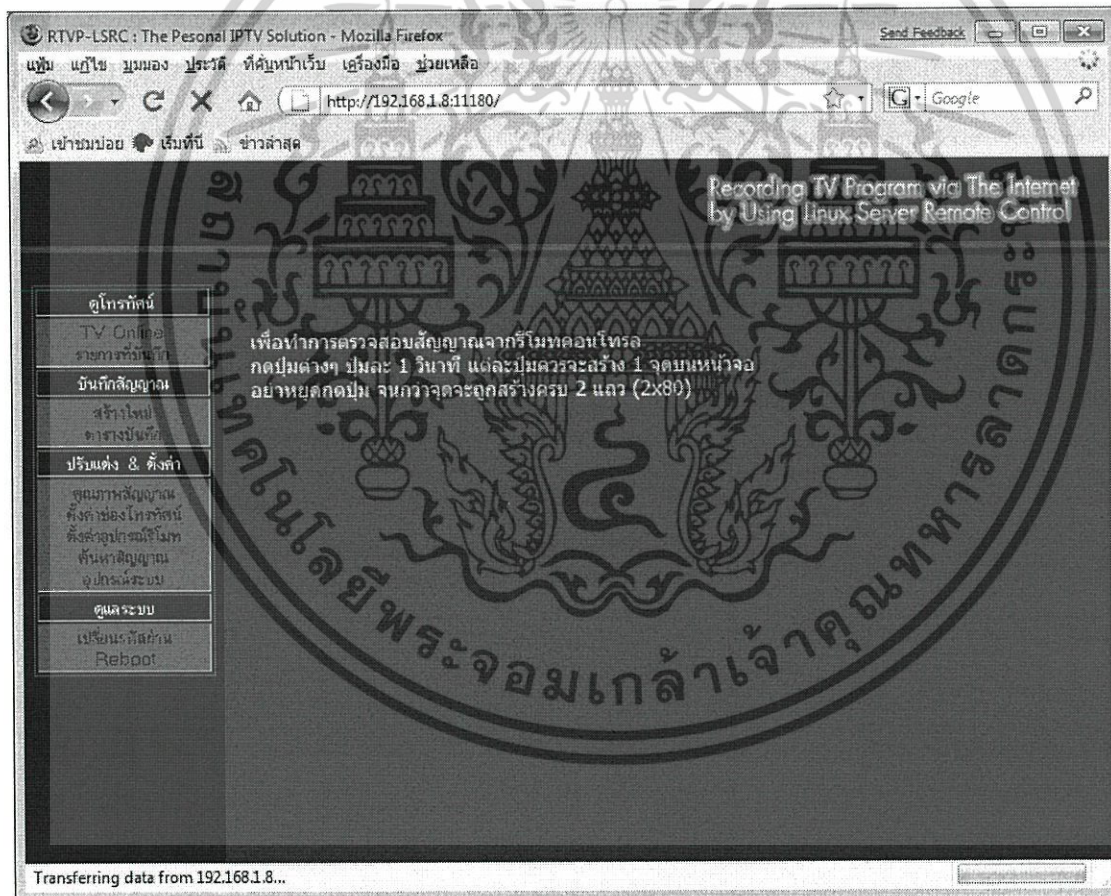 RTVP-LSRC : The Pesonal IPTV Solution - Mozilla Firefox
Send Feedback
แฟ้ม แก้ไข มุมมอง ประวัติ ที่คั่นหน้าเว็บ เครื่องมือ ช่วยเหลือ
http://192.168.1.8:11180/
G Google
เข้าชมบ่อย เริ่มที่นี่ ข่าวล่าสุด
Recording TV Program via The Internet
by Using Linux Server Remote Control
ดูโทรทัศน์
TV Online
รายการที่บันทึก
บันทึกสัญญาณ
สร้างใหม่
ตารางบันทึก
ปรับแต่ง & ตั้งค่า
คุณภาพสัญญาณ
ตั้งค่าช่องโทรทัศน์
ตั้งค่าอุปกรณ์รีโมท
ค้นหาสัญญาณ
อุปกรณ์ระบบ
ดูแลระบบ
เปลี่ยนรหัสผ่าน
Reboot
เพื่อทำการตรวจสอบสัญญาณจากรีโมทคอนโทรล
กดปุ่มต่างๆ ปุ่มละ 1 วินาที แต่ละปุ่มควรจะสร้าง 1 จุดบนหน้าจอ
อย่าหยุดกดปุ่ม จนกว่าจุดจะถูกสร้างครบ 2 แถว (2x80)
สถาบันเทคโนโลยีพระจอมเกล้าเจ้าคุณทหารลาดกระบัง
Transferring data from 192.168.1.8...